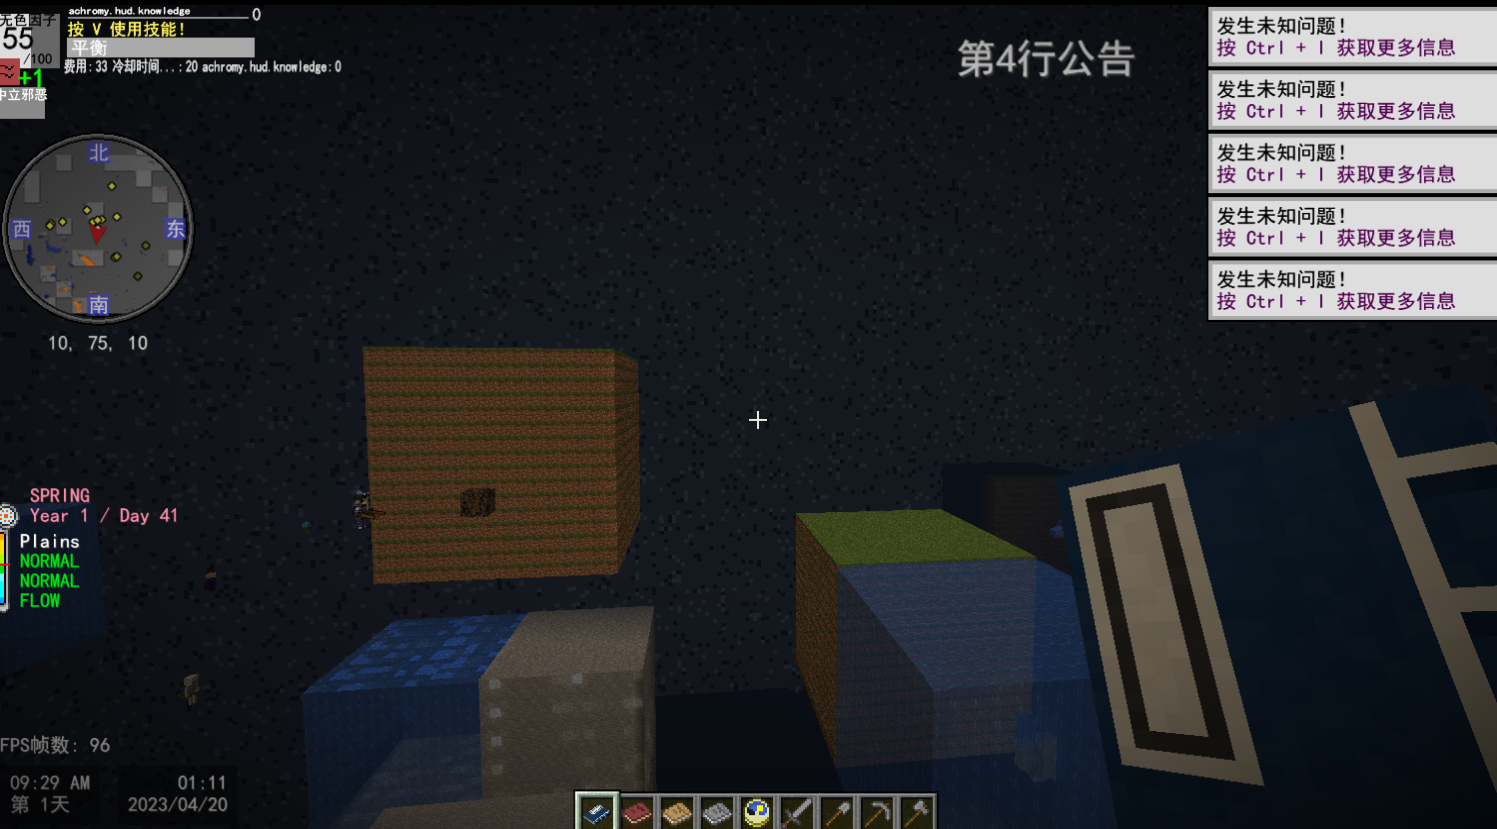 achromy.hud.knowledge
0
无色因子
按 V 使用技能!
55
/100
平衡
费用:33 冷却时间...:20 achromy.hud.knowledge:0
+1
中立邪恶
第4行公告
发生未知问题!
按 Ctrl + I 获取更多信息
发生未知问题!
按 Ctrl + I 获取更多信息
发生未知问题!
按 Ctrl + I 获取更多信息
发生未知问题!
按 Ctrl + I 获取更多信息
发生未知问题!
按 Ctrl + I 获取更多信息
北
西
东
南
10, 75, 10
SPRING
Year 1 / Day 41
Plains
NORMAL
NORMAL
FLOW
FPS帧数: 96
09:29 AM
第 1天
01:11
2023/04/20